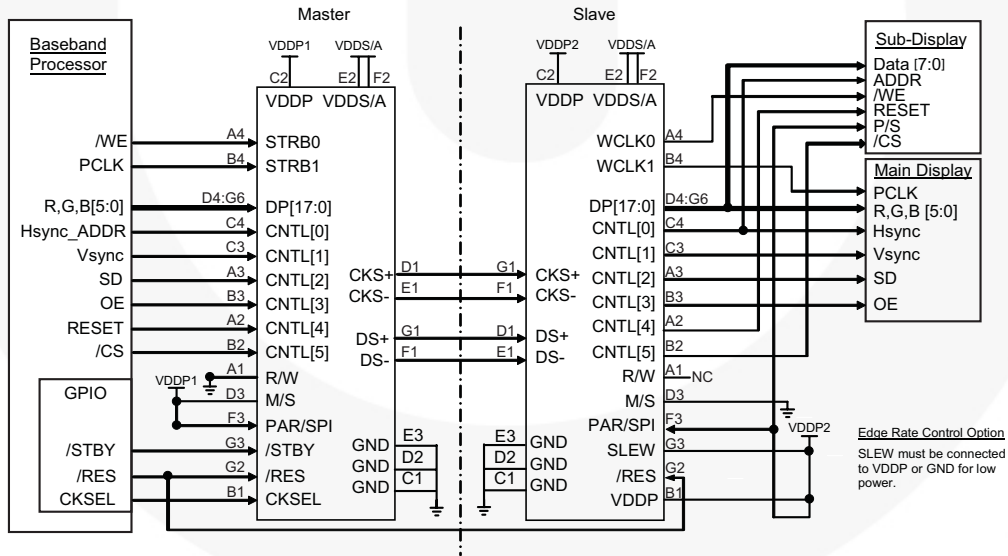 Master
Slave
Baseband
Processor
VDDP1
VDDS/A
C2
E2
F2
VDDP
VDDS/A
VDDP2
VDDS/A
C2
E2
F2
VDDP
VDDS/A
Sub-Display
Data [7:0]
ADDR
/WE
RESET
P/S
/CS
Main Display
PCLK
R,G,B [5:0]
Hsync
Vsync
SD
OE
/WE
A4
STRB0
PCLK
B4
STRB1
R,G,B[5:0]
D4:G6
DP[17:0]
Hsync_ADDR
C4
CNTL[0]
Vsync
C3
CNTL[1]
SD
A3
CNTL[2]
OE
B3
CNTL[3]
RESET
A2
CNTL[4]
/CS
B2
CNTL[5]
A1
R/W
VDDP1
D3
M/S
F3
PAR/SPI
GPIO
/STBY
G3
/STBY
/RES
G2
/RES
CKSEL
B1
CKSEL
CKS+
D1
CKS-
E1
DS+
G1
DS-
F1
GND
E3
GND
D2
GND
C1
G1
CKS+
F1
CKS-
D1
DS+
E1
DS-
E3
GND
D2
GND
C1
GND
WCLK0
A4
WCLK1
B4
DP[17:0]
D4:G6
CNTL[0]
C4
CNTL[1]
C3
CNTL[2]
A3
CNTL[3]
B3
CNTL[4]
A2
CNTL[5]
B2
R/W
A1
NC
M/S
D3
PAR/SPI
F3
SLEW
G3
/RES
G2
VDDP
B1
VDDP2
Edge Rate Control Option
SLEW must be connected
to VDDP or GND for low
power.